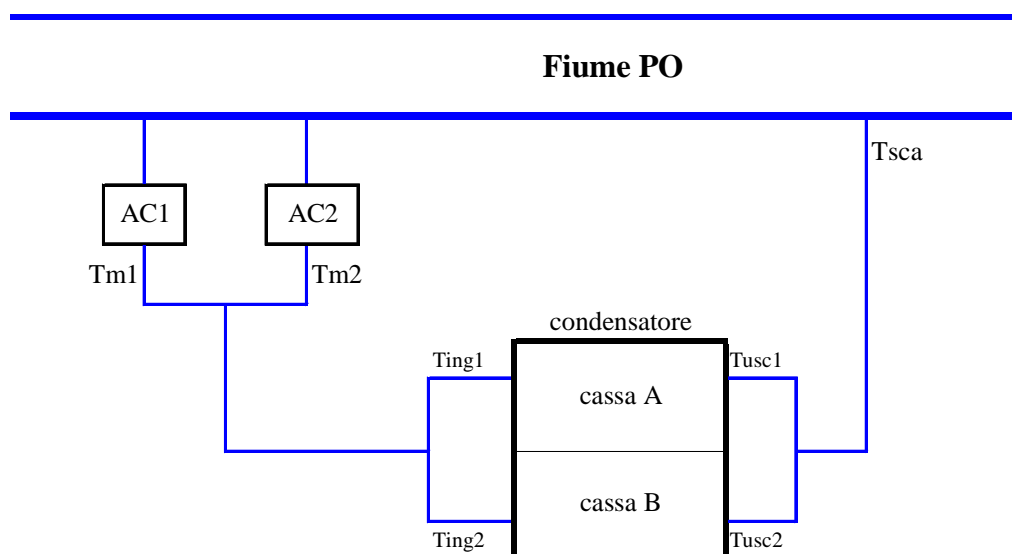 Fiume PO
Tsca
AC1
AC2
Tm1
Tm2
condensatore
Ting1
Tusc1
cassa A
cassa B
Ting2
Tusc2